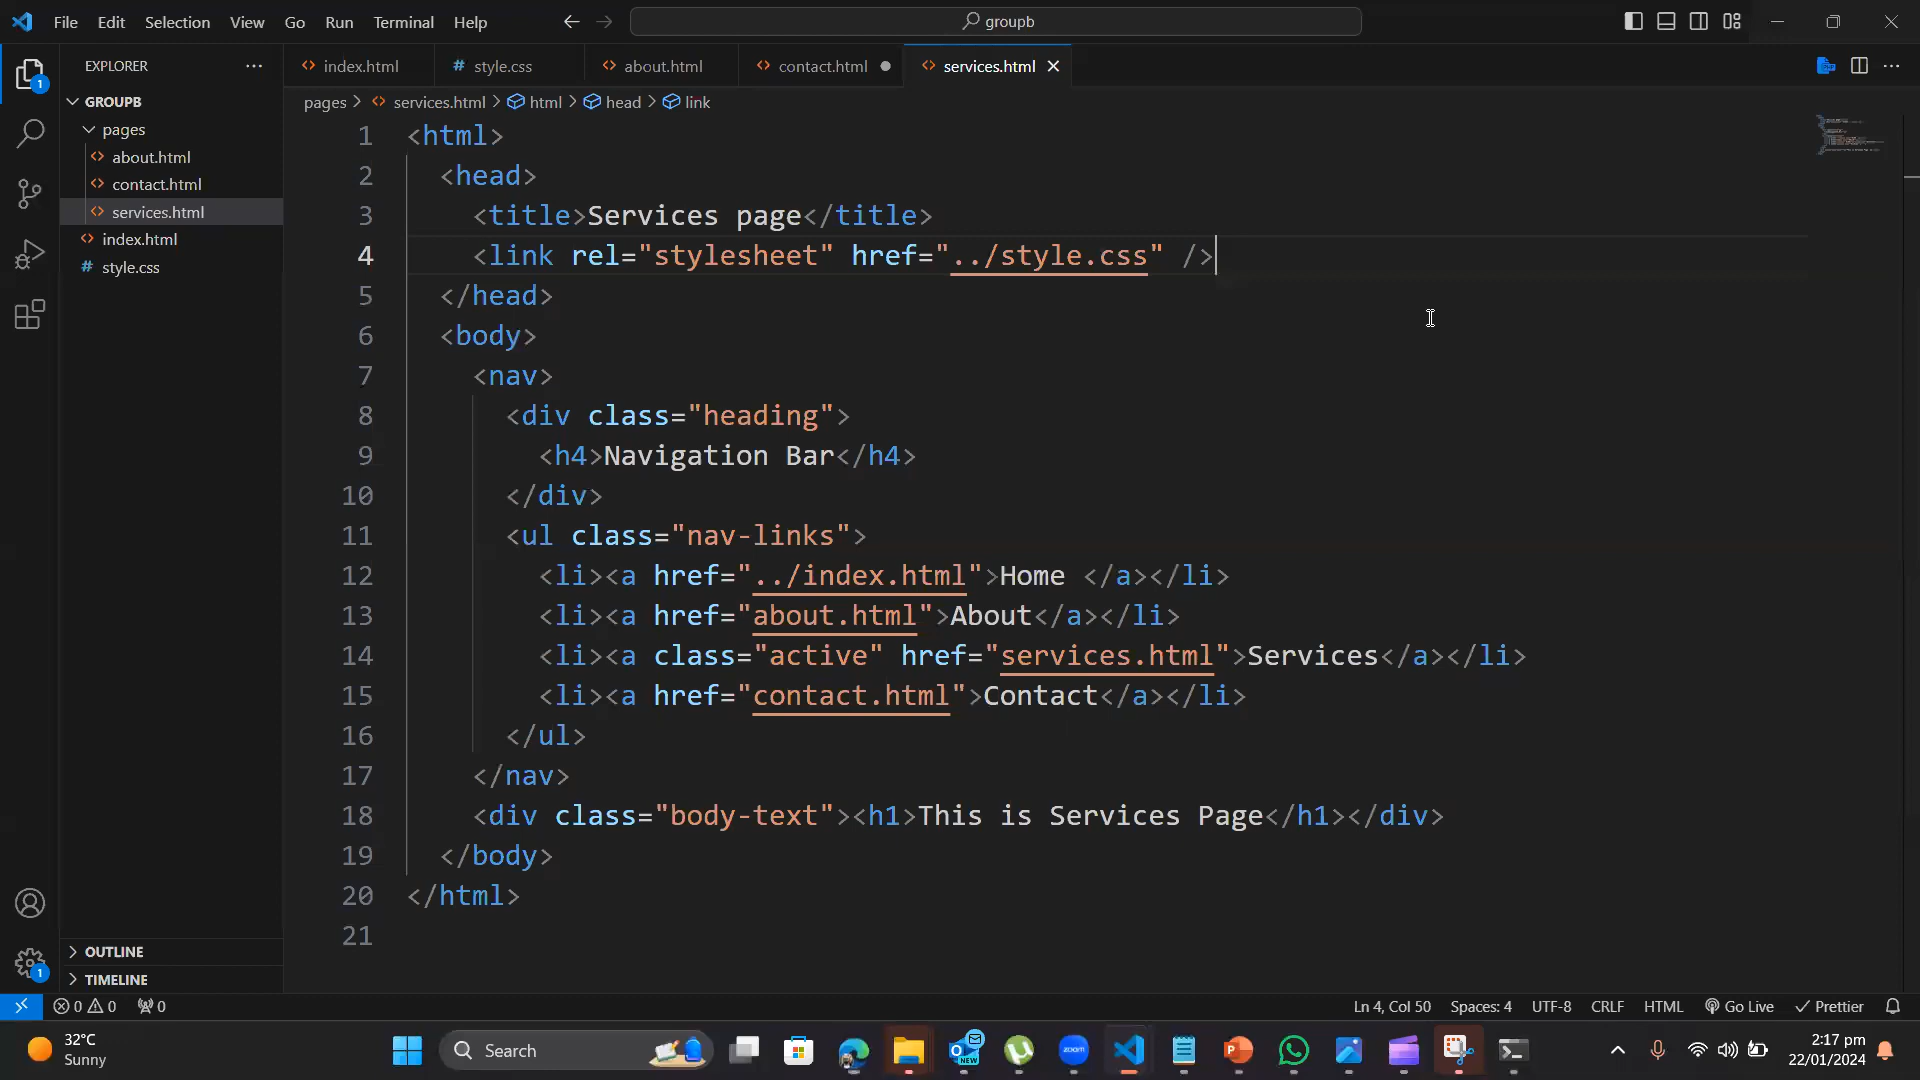 File Edit Selection View Go Run Terminal Help
groupb
EXPLORER
index.html
style.css
about.html
contact.html
services.html
GROUPB
pages
about.html
contact.html
services.html
index.html
style.css
pages > services.html > html > head > link
1 <html>
2 <head>
3 <title>Services page</title>
4 <link rel="stylesheet" href="../style.css" />
5 </head>
6 <body>
7 <nav>
8 <div class="heading">
9 <h4>Navigation Bar</h4>
10 </div>
11 <ul class="nav-links">
12 <li><a href="../index.html">Home </a></li>
13 <li><a href="about.html">About</a></li>
14 <li><a class="active" href="services.html">Services</a></li>
15 <li><a href="contact.html">Contact</a></li>
16 </ul>
17 </nav>
18 <div class="body-text"><h1>This is Services Page</h1></div>
19 </body>
20 </html>
21
1
OUTLINE
TIMELINE
1
0 0 0
Ln 4, Col 50 Spaces: 4 UTF-8 CRLF HTML Go Live Prettier
32°C
Sunny
Search
NEW
zoom
P
2:17 pm
22/01/2024